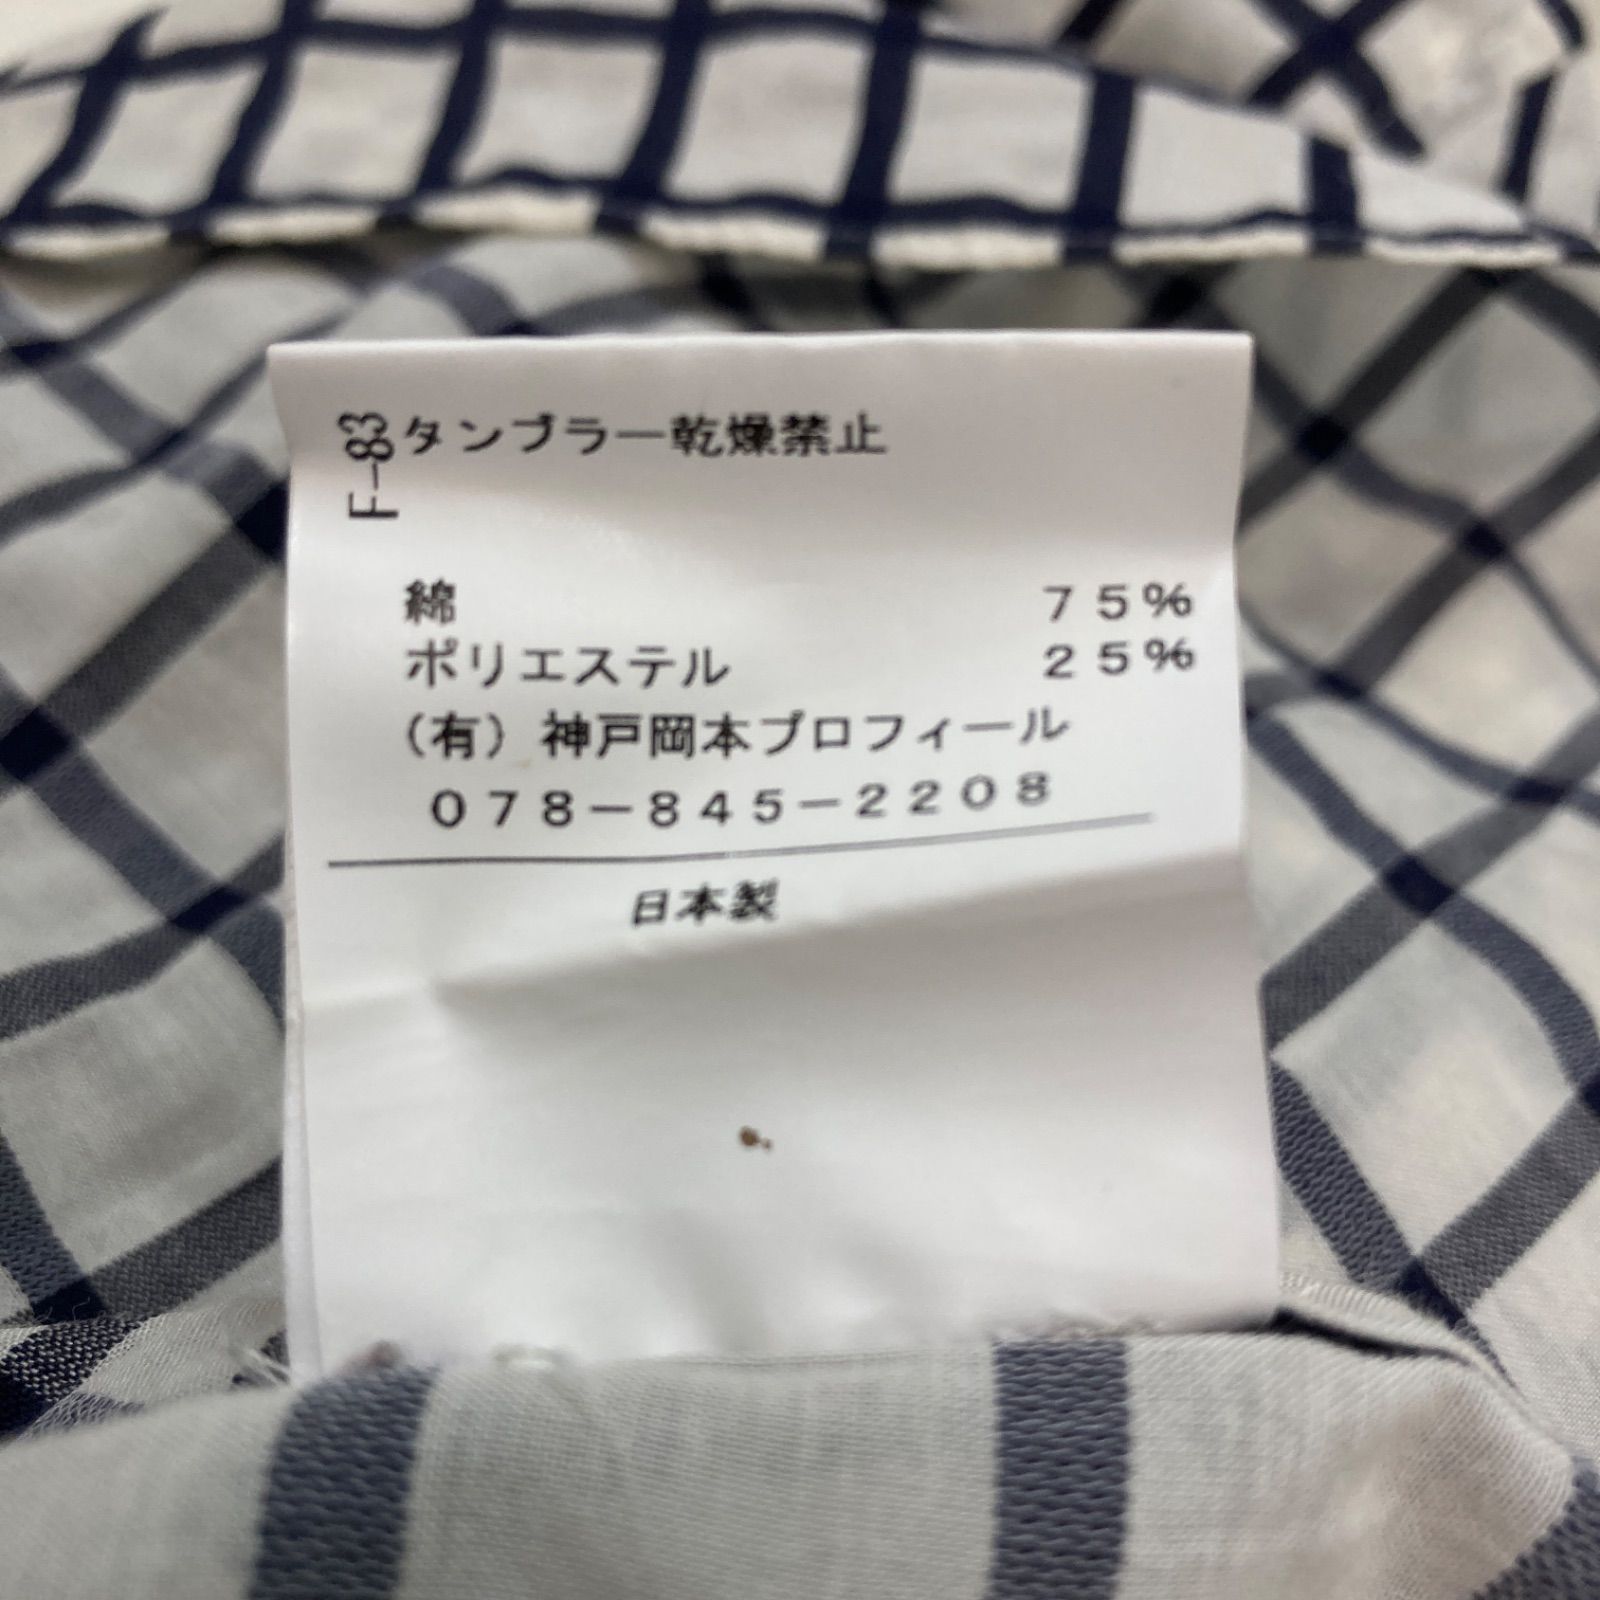 F-83
タンブラー乾燥禁止
綿 75%
ポリエステル 25%
(有) 神戸岡本プロフィール
078-845-2208
日本製